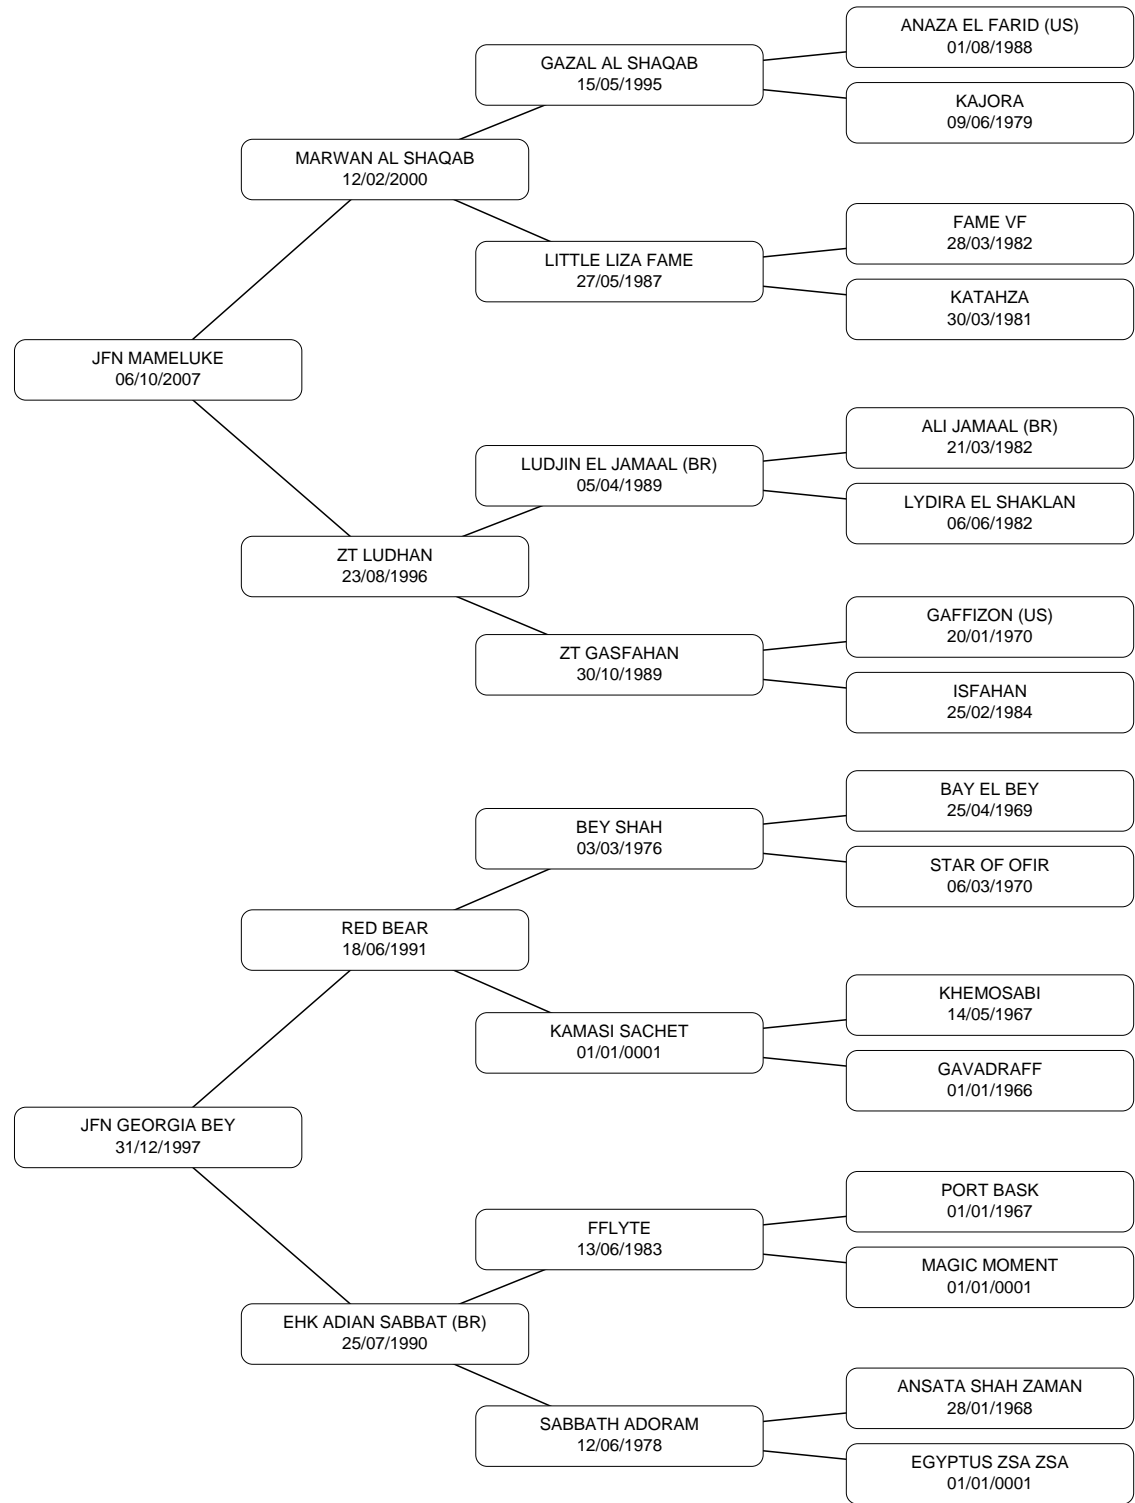 ANAZA EL FARID (US)
01/08/1988
GAZAL AL SHAQAB
15/05/1995
KAJORA
09/06/1979
MARWAN AL SHAQAB
12/02/2000
FAME VF
28/03/1982
LITTLE LIZA FAME
27/05/1987
KATAHZA
30/03/1981
JFN MAMELUKE
06/10/2007
ALI JAMAAL (BR)
21/03/1982
LUDJIN EL JAMAAL (BR)
05/04/1989
LYDIRA EL SHAKLAN
06/06/1982
ZT LUDHAN
23/08/1996
GAFFIZON (US)
20/01/1970
ZT GASFAHAN
30/10/1989
ISFAHAN
25/02/1984
BAY EL BEY
25/04/1969
BEY SHAH
03/03/1976
STAR OF OFIR
06/03/1970
RED BEAR
18/06/1991
KHEMOSABI
14/05/1967
KAMASI SACHET
01/01/0001
GAVADRAFF
01/01/1966
JFN GEORGIA BEY
31/12/1997
PORT BASK
01/01/1967
FFLYTE
13/06/1983
MAGIC MOMENT
01/01/0001
EHK ADIAN SABBAT (BR)
25/07/1990
ANSATA SHAH ZAMAN
28/01/1968
SABBATH ADORAM
12/06/1978
EGYPTUS ZSA ZSA
01/01/0001